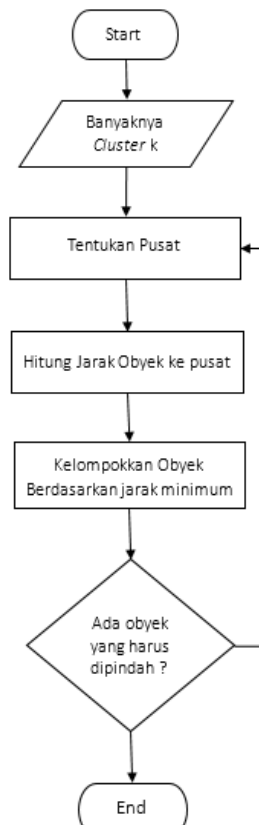 Start
Banyaknya
Cluster k
Tentukan Pusat
Hitung Jarak Obyek ke pusat
Kelompokkan Obyek
Berdasarkan jarak minimum
Ada obyek
yang harus
dipindah ?
End